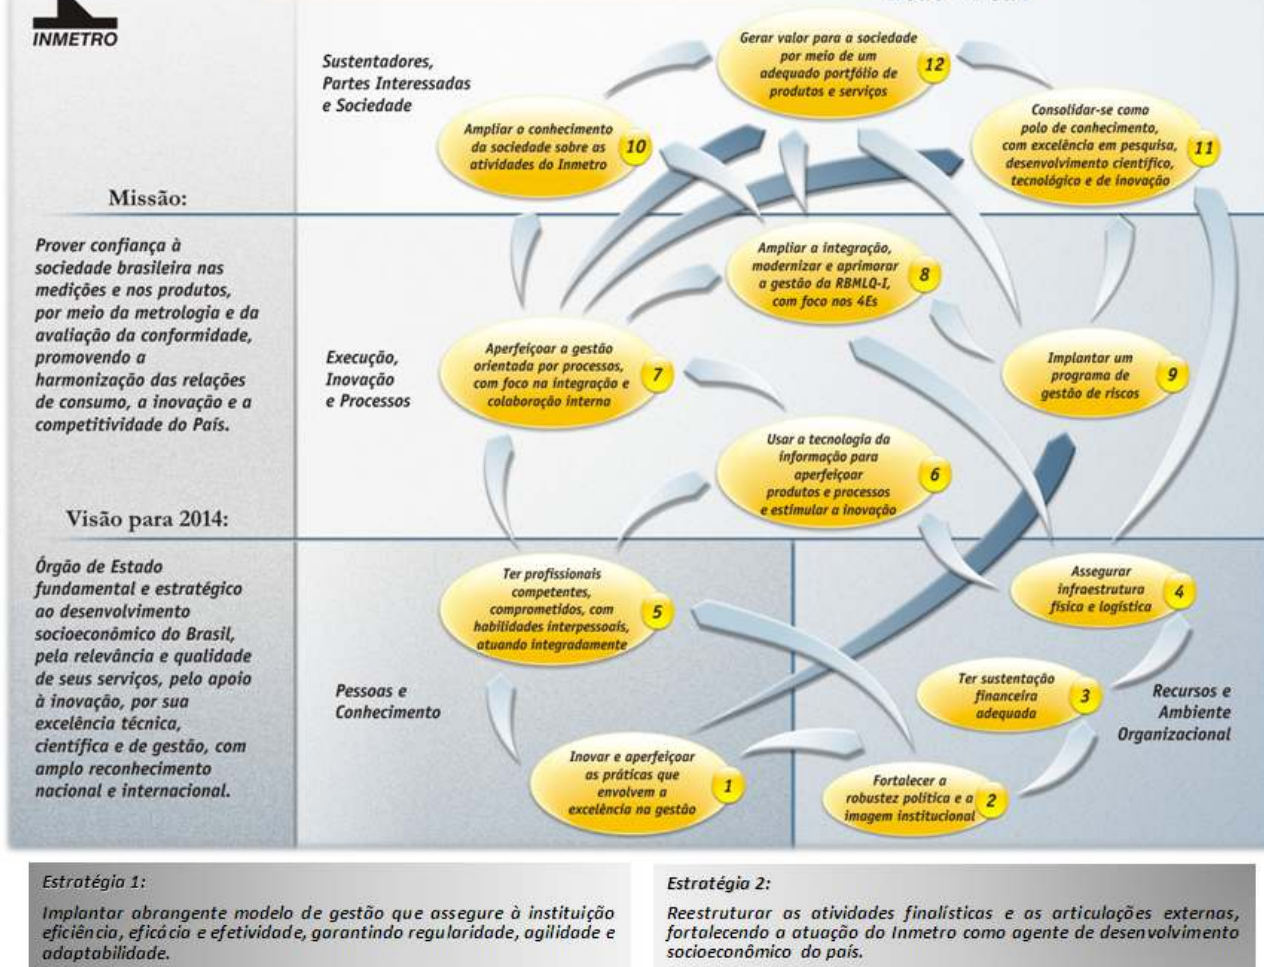 INMETRO
Missão:
Prover confiança à
sociedade brasileira nas
medições e nos produtos,
por meio da metrologia e da
avaliação da conformidade,
promovendo a
harmonização das relações
de consumo, a inovação e a
competitividade do País.
Visão para 2014:
Órgão de Estado
fundamental e estratégico
ao desenvolvimento
socioeconômico do Brasil,
pela relevância e qualidade
de seus serviços, pelo apoio
à inovação, por sua
excelência técnica,
científica e de gestão, com
amplo reconhecimento
nacional e internacional.
Sustentadores,
Partes Interessadas
e Sociedade
Gerar valor para a sociedade
por meio de um
adequado portfólio de
produtos e serviços
12
Ampliar o conhecimento
da sociedade sobre as
atividades do Inmetro
10
Consolidar-se como
polo de conhecimento,
com excelência em pesquisa,
desenvolvimento científico,
tecnológico e de inovação
11
Execução,
Inovação
e Processos
Ampliar a integração,
modernizar e aprimorar
a gestão da RBMLQ-I,
com foco nos 4Es
8
Aperfeiçoar a gestão
orientada por processos,
com foco na integração e
colaboração interna
7
Implantar um
programa de
gestão de riscos
9
Usar a tecnologia da
informação para
aperfeiçoar
produtos e processos
e estimular a inovação
6
Ter profissionais
competentes,
comprometidos, com
habilidades interpessoais,
atuando integradamente
5
Assegurar
infraestrutura
física e logística
4
Pessoas e
Conhecimento
Ter sustentação
financeira
adequada
3
Recursos e
Ambiente
Organizacional
Inovar e aperfeiçoar
as práticas que
envolvem a
excelência na gestão
1
Fortalecer a
robustez política e a
imagem institucional
2
Estratégia 1:
Implantar abrangente modelo de gestão que assegure à instituição
eficiência, eficácia e efetividade, garantindo regularidade, agilidade e
adaptabilidade.
Estratégia 2:
Reestruturar as atividades finalísticas e as articulações externas,
fortalecendo a atuação do Inmetro como agente de desenvolvimento
socioeconômico do país.